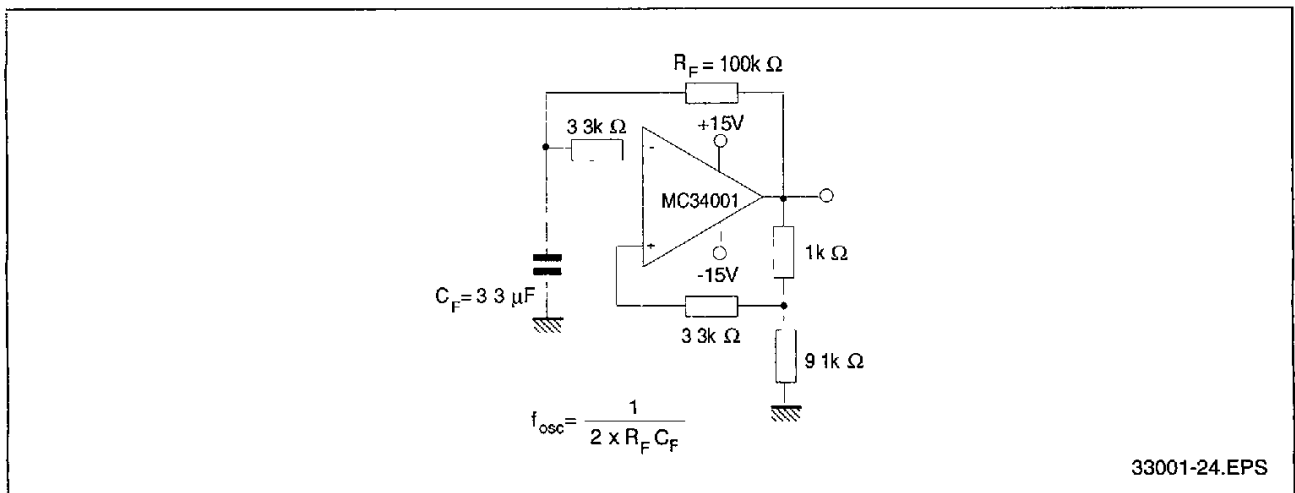 R_F = 100k Ω
3 3k Ω
+15V
-
MC34001
+
-15V
1k Ω
C_F= 3 3 µF
3 3k Ω
9 1k Ω
f_osc= 1 / 2 x R_F C_F
33001-24.EPS